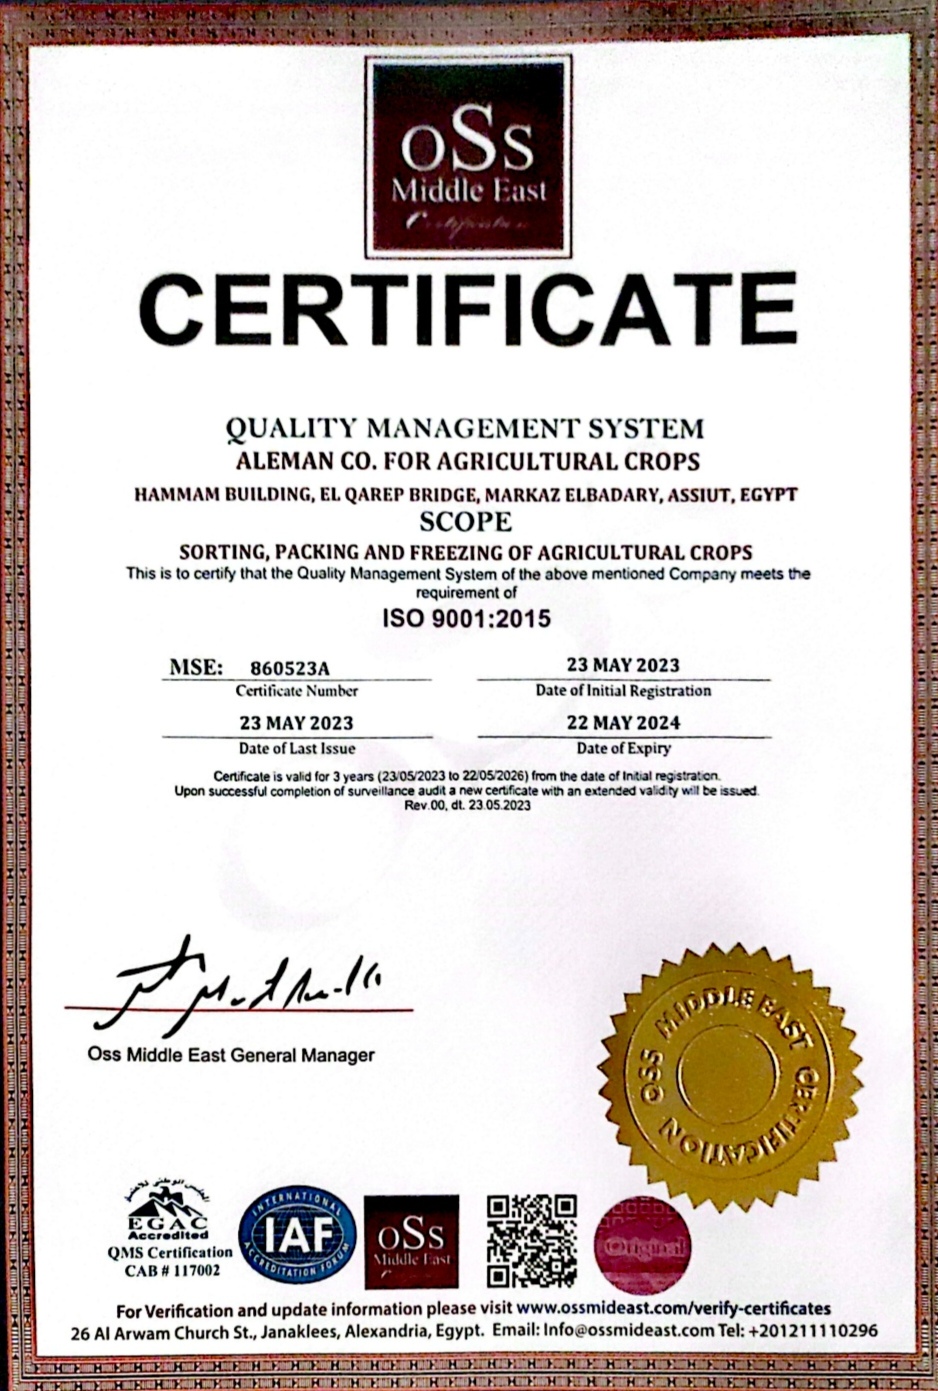 oSs
Middle East
Certification
CERTIFICATE
QUALITY MANAGEMENT SYSTEM
ALEMAN CO. FOR AGRICULTURAL CROPS
HAMMAM BUILDING, EL QAREP BRIDGE, MARKAZ ELBADARY, ASSIUT, EGYPT
SCOPE
SORTING, PACKING AND FREEZING OF AGRICULTURAL CROPS
This is to certify that the Quality Management System of the above mentioned Company meets the
requirement of
ISO 9001:2015
MSE: 860523A
Certificate Number
23 MAY 2023
Date of Initial Registration
23 MAY 2023
Date of Last Issue
22 MAY 2024
Date of Expiry
Certificate is valid for 3 years (23/05/2023 to 22/05/2026) from the date of Initial registration.
Upon successful completion of surveillance audit a new certificate with an extended validity will be issued.
Rev.00, dt. 23.05.2023
Oss Middle East General Manager
OSS MIDDLE EAST CERTIFICATION
EGAC
Accredited
QMS Certification
CAB # 117002
INTERNATIONAL
IAF
ACCREDITATION FORUM
oSs
Middle East
Original
For Verification and update information please visit www.ossmideast.com/verify-certificates
26 Al Arwam Church St., Janaklees, Alexandria, Egypt. Email: Info@ossmideast.com Tel: +201211110296